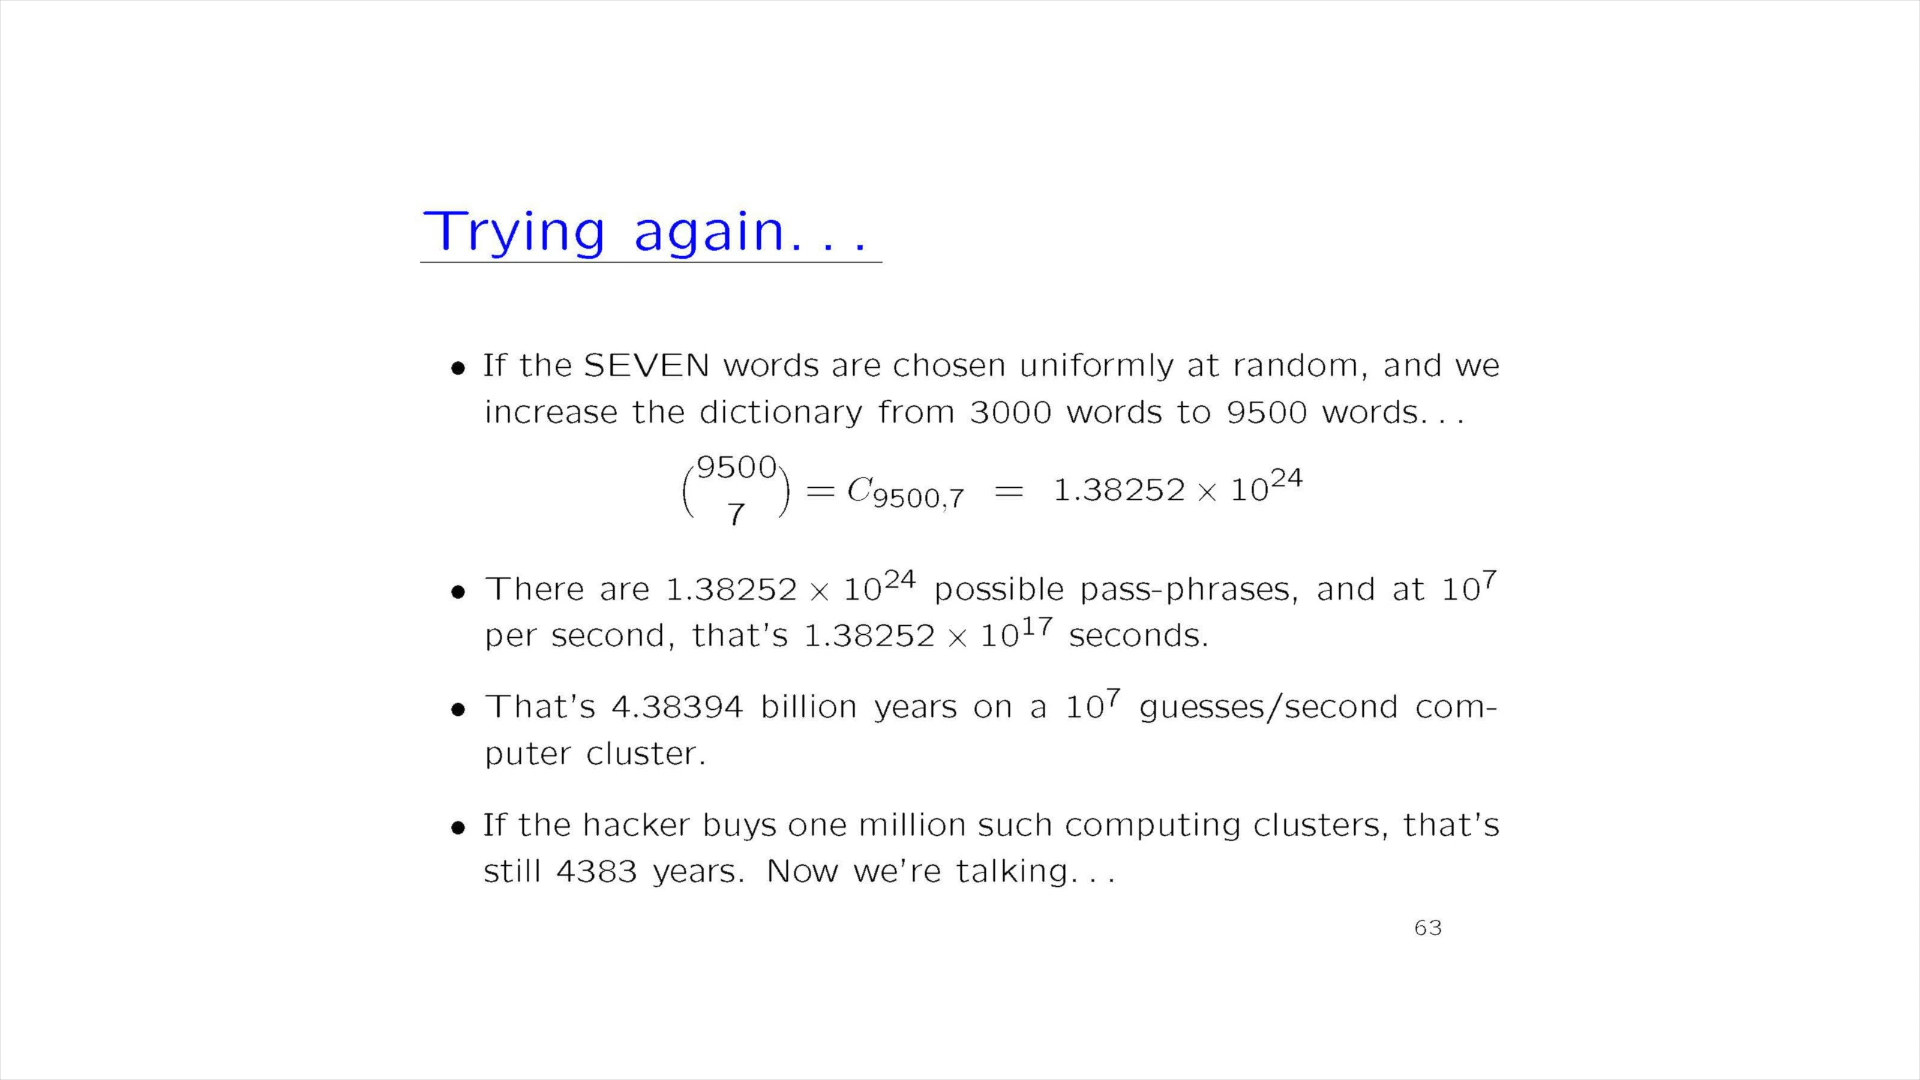 Trying again. . .
• If the SEVEN words are chosen uniformly at random, and we
increase the dictionary from 3000 words to 9500 words. . .
(9500 7) = C9500,7 = 1.38252 × 10^24
• There are 1.38252 × 10^24 possible pass-phrases, and at 10^7
per second, that's 1.38252 × 10^17 seconds.
• That's 4.38394 billion years on a 10^7 guesses/second com-
puter cluster.
• If the hacker buys one million such computing clusters, that's
still 4383 years. Now we're talking. . .
63